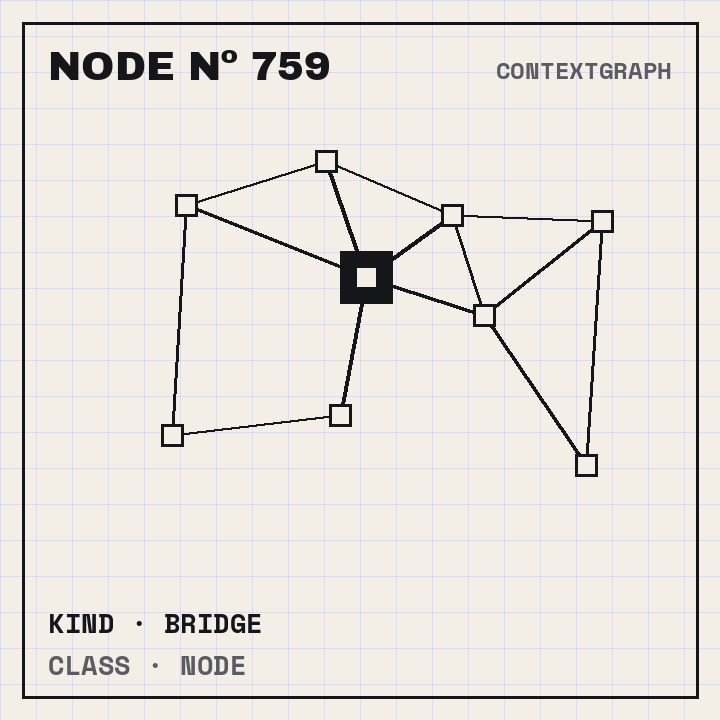 NODE Nº 759
CONTEXTGRAPH
KIND · BRIDGE
CLASS · NODE